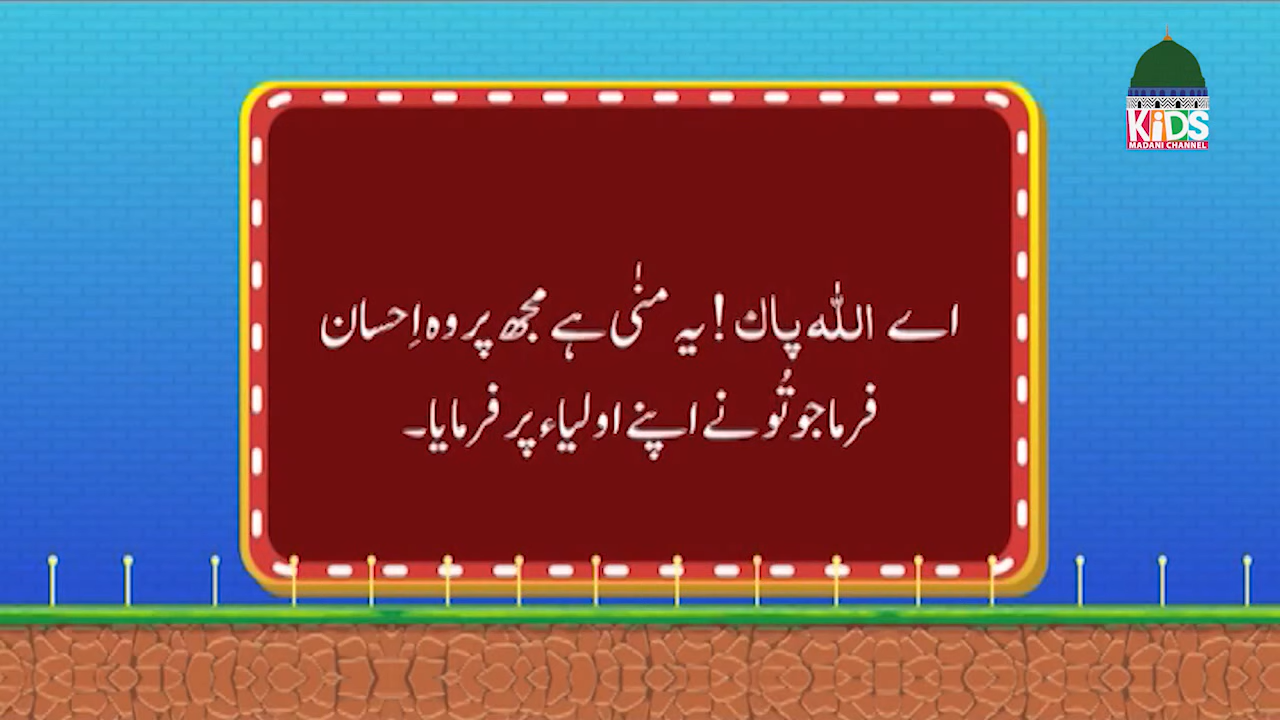 KiDS
MADANI CHANNEL
اے اللہ پاک! یہ منٰی ہے مجھ پر وہ اِحسان
فرما جو تُو نے اپنے اولیاء پر فرمایا۔